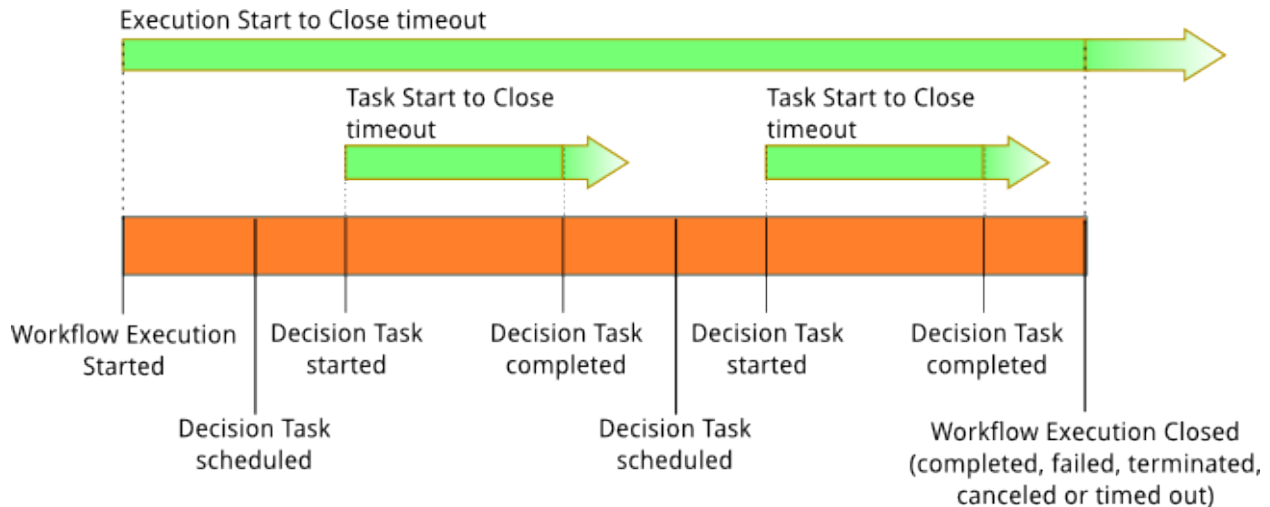 Execution Start to Close timeout
Task Start to Close
timeout
Task Start to Close
timeout
Workflow Execution
Started
Decision Task
scheduled
Decision Task
started
Decision Task
completed
Decision Task
scheduled
Decision Task
started
Decision Task
completed
Workflow Execution Closed
(completed, failed, terminated,
canceled or timed out)